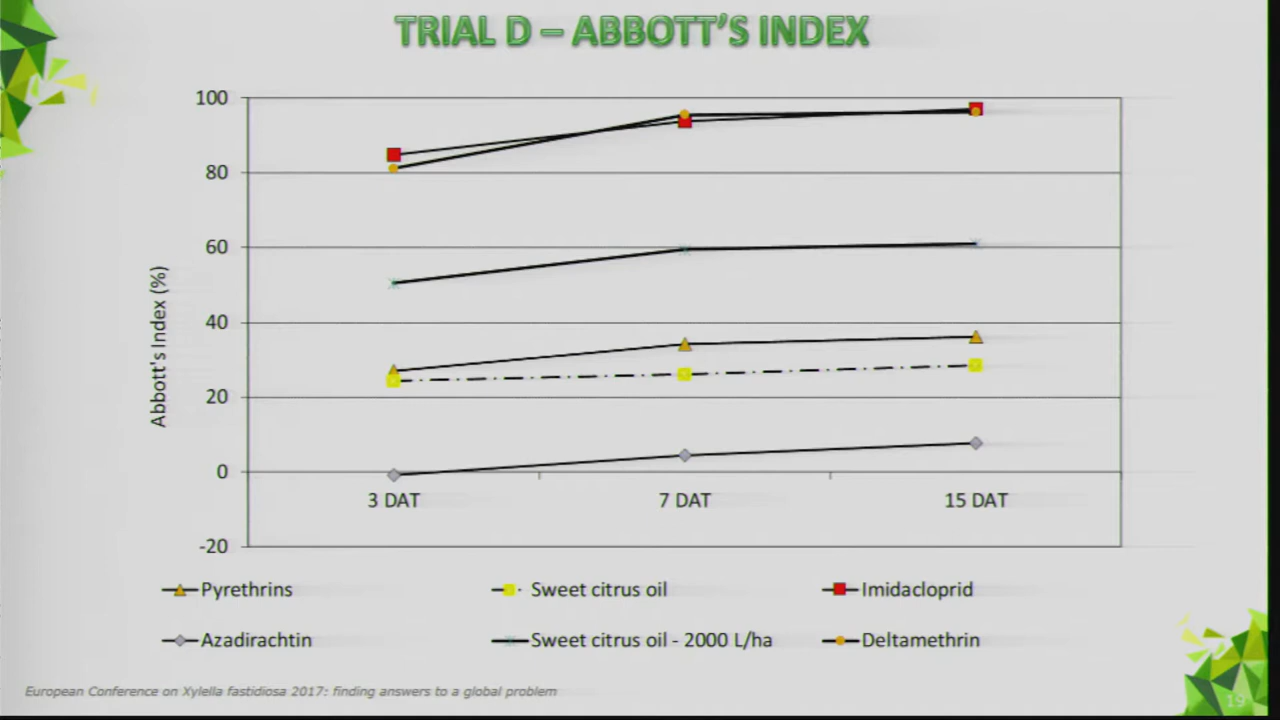 TRIAL D – ABBOTT'S INDEX
100
80
60
40
20
0
-20
Abbott's Index (%)
3 DAT 7 DAT 15 DAT
Pyrethrins Sweet citrus oil Imidacloprid
Azadirachtin Sweet citrus oil - 2000 L/ha Deltamethrin
European Conference on Xylella fastidiosa 2017: finding answers to a global problem
19